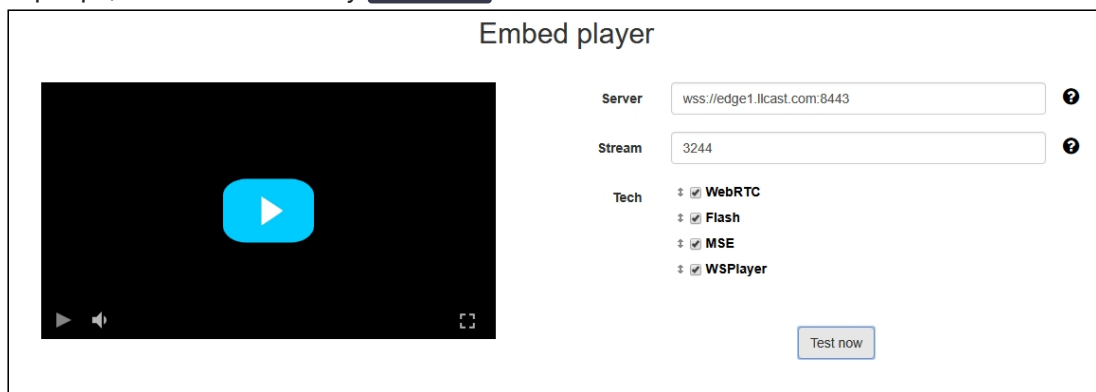 Embed player
Server wss://edge1.llcast.com:8443
Stream 3244
Tech WebRTC
Flash
MSE
WSPlayer
Test now